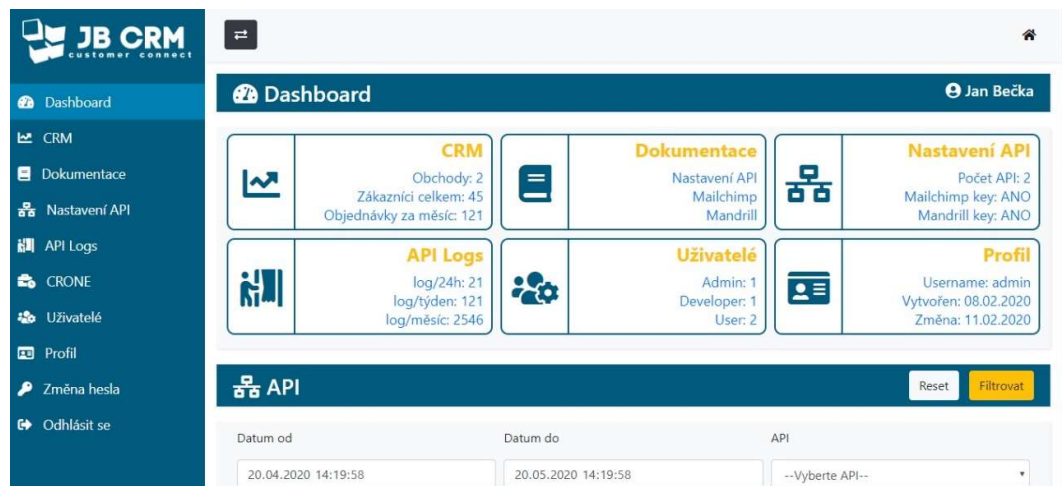 JB CRM
customer connect
Dashboard
CRM
Dokumentace
Nastavení API
API Logs
CRONE
Uživatelé
Profil
Změna hesla
Odhlásit se
Dashboard
Jan Bečka
CRM
Obchody: 2
Zákazníci celkem: 45
Objednávky za měsíc: 121
Dokumentace
Nastavení API
Mailchimp
Mandrill
Nastavení API
Počet API: 2
Mailchimp key: ANO
Mandrill key: ANO
API Logs
log/24h: 21
log/týden: 121
log/měsíc: 2546
Uživatelé
Admin: 1
Developer: 1
User: 2
Profil
Username: admin
Vytvořen: 08.02.2020
Změna: 11.02.2020
API
Reset
Filtrovat
Datum od
Datum do
API
20.04.2020 14:19:58
20.05.2020 14:19:58
--Vyberte API--